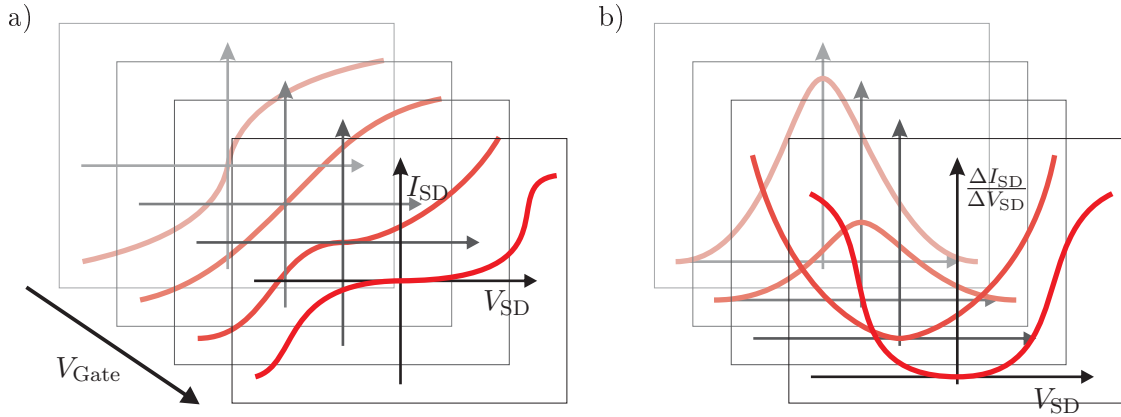 a)
b)
I_SD
ΔI_SD
ΔV_SD
V_SD
V_Gate
V_SD